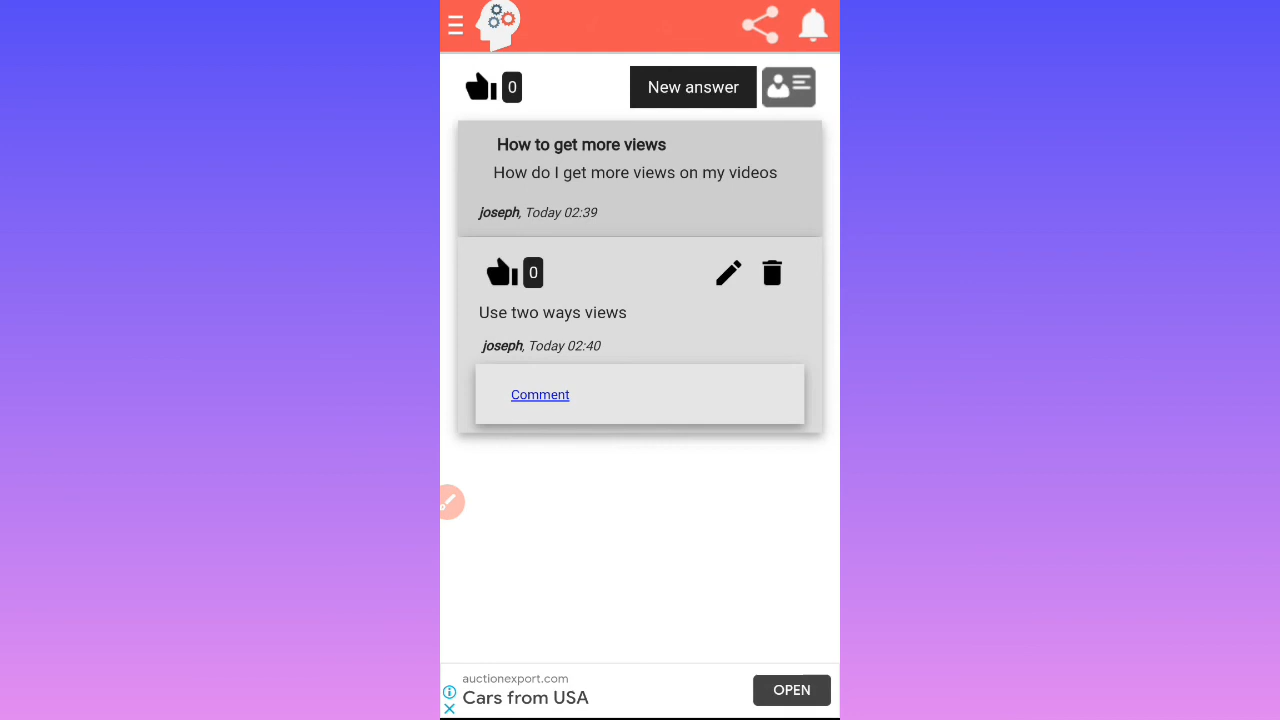 0
New answer
How to get more views
How do I get more views on my videos
joseph, Today 02:39
0
Use two ways views
joseph, Today 02:40
Comment
auctionexport.com
Cars from USA
OPEN